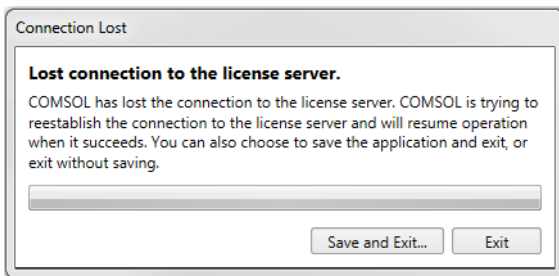 Connection Lost
Lost connection to the license server.
COMSOL has lost the connection to the license server. COMSOL is trying to
reestablish the connection to the license server and will resume operation
when it succeeds. You can also choose to save the application and exit, or
exit without saving.
Save and Exit... Exit